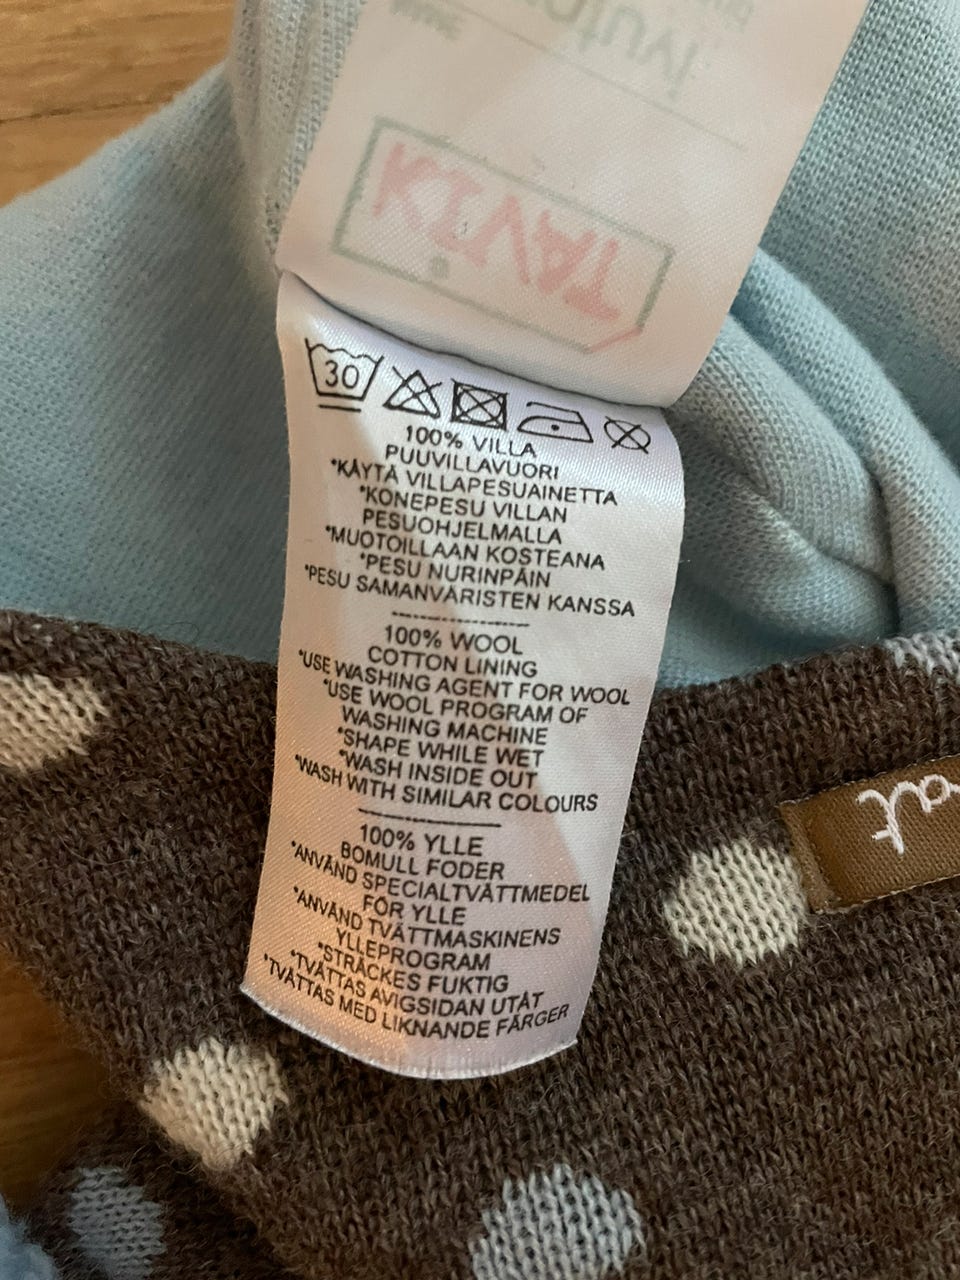 TAVIK
30
100% VILLA
PUUVILLAVUORI
*KÄYTÄ VILLAPESUAINETTA
*KONEPESU VILLAN
PESUOHJELMALLA
*MUOTOILLAAN KOSTEANA
*PESU NURINPÄIN
*PESU SAMANVÄRISTEN KANSSA
100% WOOL
COTTON LINING
*USE WASHING AGENT FOR WOOL
*USE WOOL PROGRAM OF
WASHING MACHINE
*SHAPE WHILE WET
*WASH INSIDE OUT
*WASH WITH SIMILAR COLOURS
100% YLLE
BOMULL FODER
*ANVÄND SPECIALTVÄTTMEDEL
FÖR YLLE
*ANVÄND TVÄTTMASKINENS
YLLEPROGRAM
*STRÄCKES FUKTIG
*TVÄTTAS AVIGSIDAN UTÅT
*TVÄTTAS MED LIKNANDE FÄRGER